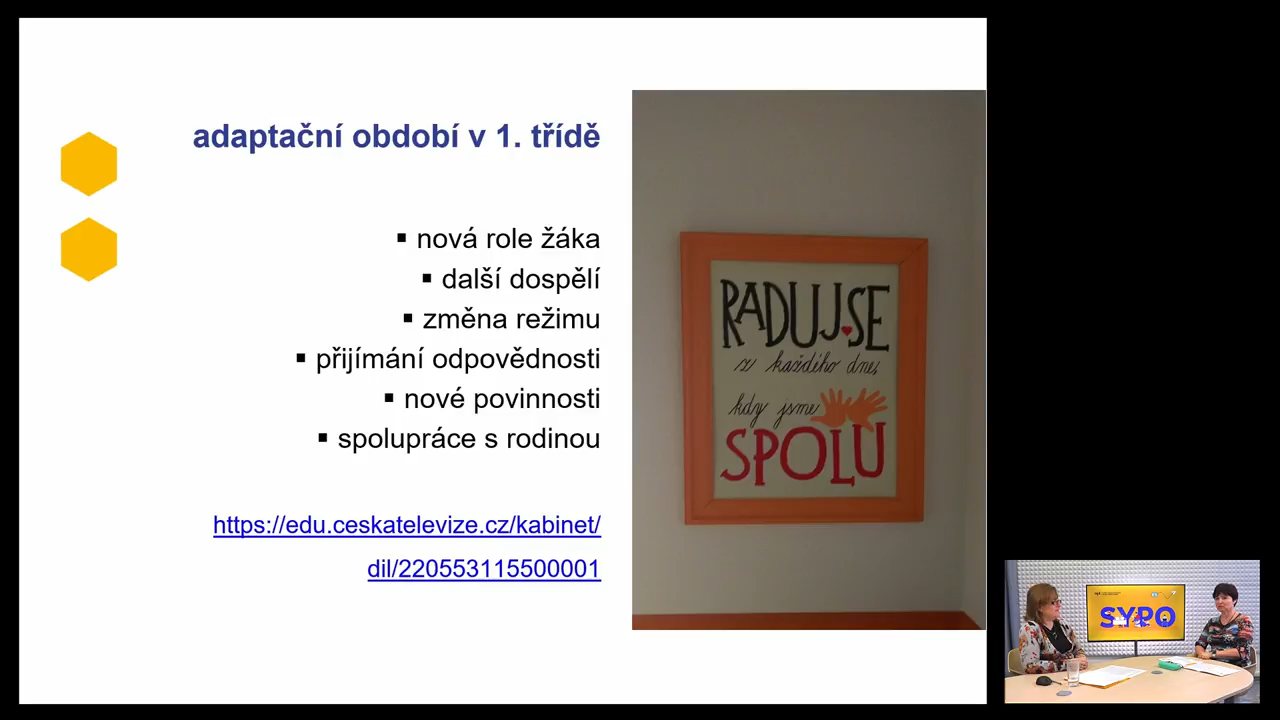 adaptační období v 1. třídě
▪ nová role žáka
▪ další dospělí
▪ změna režimu
▪ přijímání odpovědnosti
▪ nové povinnosti
▪ spolupráce s rodinou
https://edu.ceskatelevize.cz/kabinet/
dil/220553115500001
RADUJ SE
z každého dne,
kdy jsme
SPOLU
SYPO